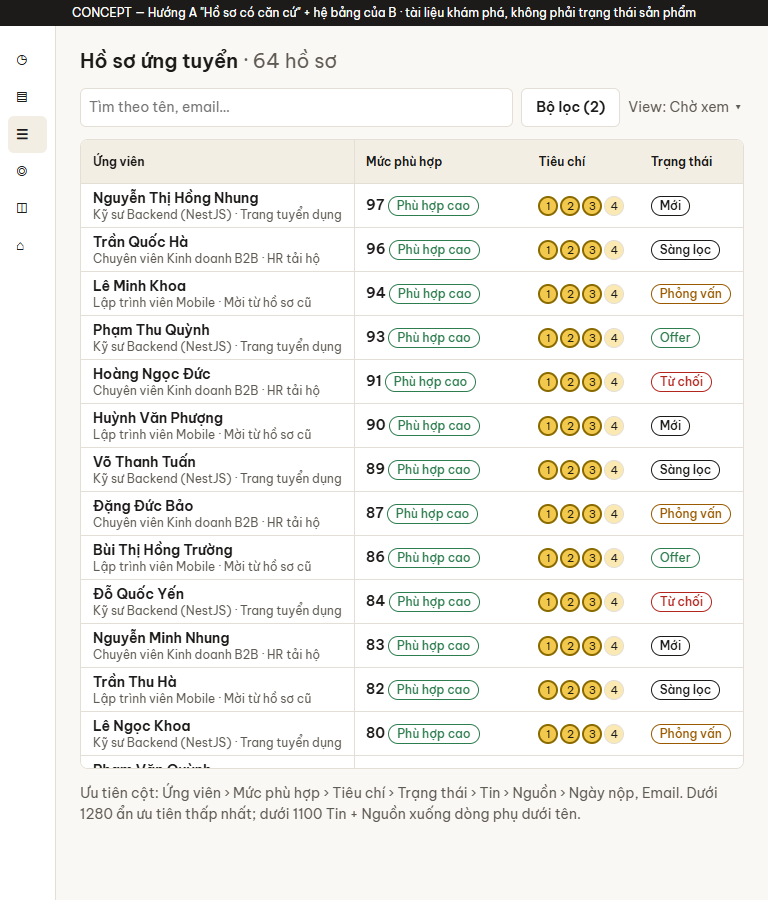 CONCEPT — Hướng A "Hồ sơ có căn cứ" + hệ bảng của B · tài liệu khám phá, không phải trạng thái sản phẩm
Hồ sơ ứng tuyển · 64 hồ sơ
Tìm theo tên, email... Bộ lọc (2) View: Chờ xem ▾
Ứng viên Mức phù hợp Tiêu chí Trạng thái
Nguyễn Thị Hồng Nhung
Kỹ sư Backend (NestJS) · Trang tuyển dụng
97 Phù hợp cao 1 2 3 4 Mới
Trần Quốc Hà
Chuyên viên Kinh doanh B2B · HR tải hộ
96 Phù hợp cao 1 2 3 4 Sàng lọc
Lê Minh Khoa
Lập trình viên Mobile · Mời từ hồ sơ cũ
94 Phù hợp cao 1 2 3 4 Phỏng vấn
Phạm Thu Quỳnh
Kỹ sư Backend (NestJS) · Trang tuyển dụng
93 Phù hợp cao 1 2 3 4 Offer
Hoàng Ngọc Đức
Chuyên viên Kinh doanh B2B · HR tải hộ
91 Phù hợp cao 1 2 3 4 Từ chối
Huỳnh Văn Phượng
Lập trình viên Mobile · Mời từ hồ sơ cũ
90 Phù hợp cao 1 2 3 4 Mới
Võ Thanh Tuấn
Kỹ sư Backend (NestJS) · Trang tuyển dụng
89 Phù hợp cao 1 2 3 4 Sàng lọc
Đặng Đức Bảo
Chuyên viên Kinh doanh B2B · HR tải hộ
87 Phù hợp cao 1 2 3 4 Phỏng vấn
Bùi Thị Hồng Trường
Lập trình viên Mobile · Mời từ hồ sơ cũ
86 Phù hợp cao 1 2 3 4 Offer
Đỗ Quốc Yến
Kỹ sư Backend (NestJS) · Trang tuyển dụng
84 Phù hợp cao 1 2 3 4 Từ chối
Nguyễn Minh Nhung
Chuyên viên Kinh doanh B2B · HR tải hộ
83 Phù hợp cao 1 2 3 4 Mới
Trần Thu Hà
Lập trình viên Mobile · Mời từ hồ sơ cũ
82 Phù hợp cao 1 2 3 4 Sàng lọc
Lê Ngọc Khoa
Kỹ sư Backend (NestJS) · Trang tuyển dụng
80 Phù hợp cao 1 2 3 4 Phỏng vấn
Ưu tiên cột: Ứng viên › Mức phù hợp › Tiêu chí › Trạng thái › Tin › Nguồn › Ngày nộp, Email. Dưới
1280 ẩn ưu tiên thấp nhất; dưới 1100 Tin + Nguồn xuống dòng phụ dưới tên.